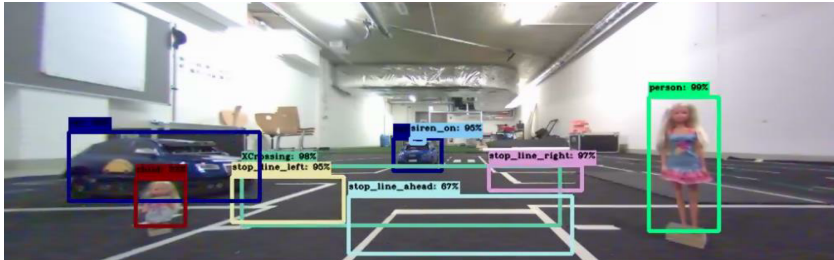 person: 99%
siren_on: 95%
XCrossing: 98%
stop_line_right: 97%
stop_line_left: 95%
stop_line_ahead: 67%